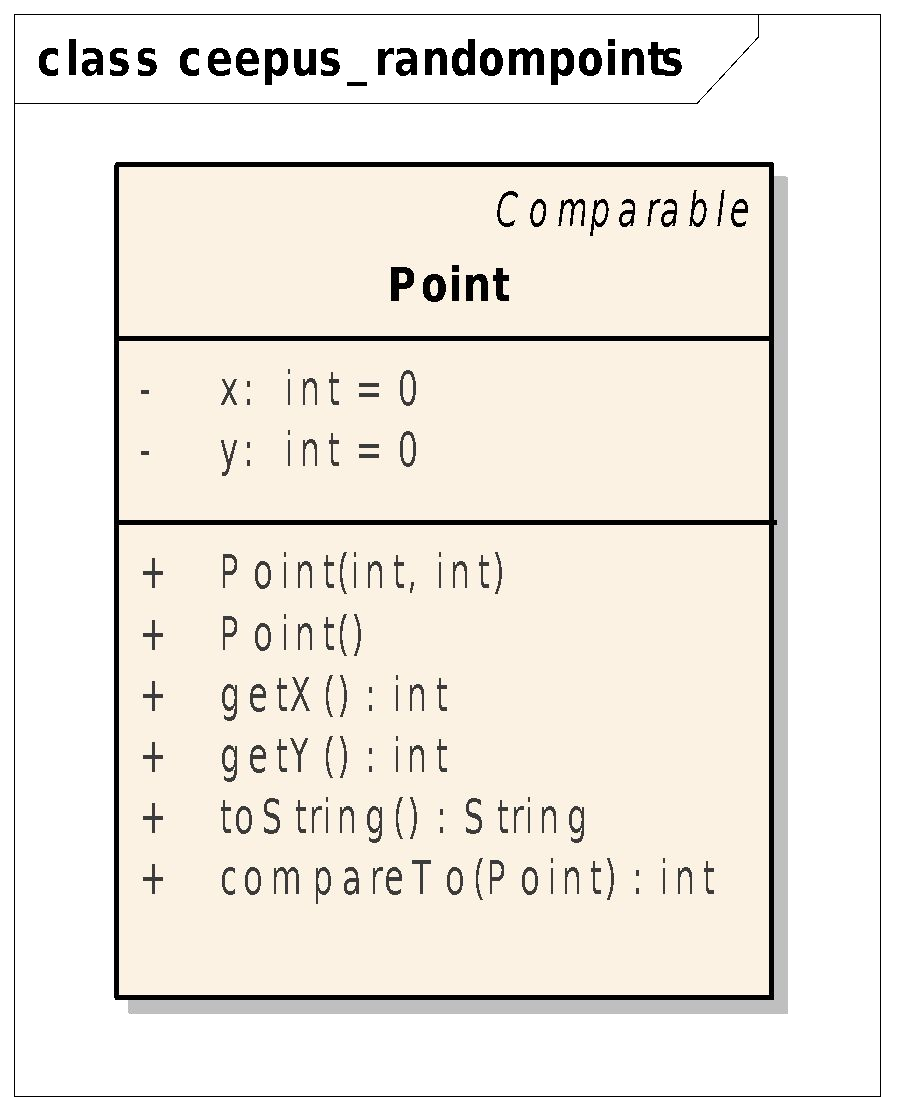 class ceepus_randompoints
Comparable
Point
- x: int = 0
- y: int = 0
+ Point(int, int)
+ Point()
+ getX() : int
+ getY() : int
+ toString() : String
+ compareTo(Point) : int